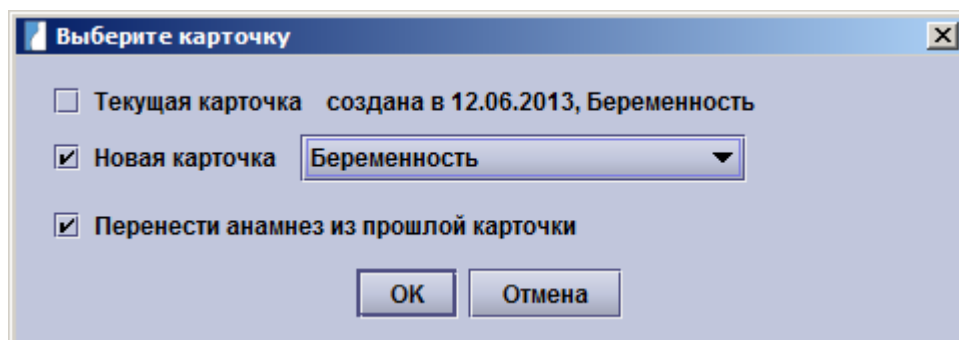 Выберите карточку
Текущая карточка создана в 12.06.2013, Беременность
Новая карточка Беременность
Перенести анамнез из прошлой карточки
ОК Отмена